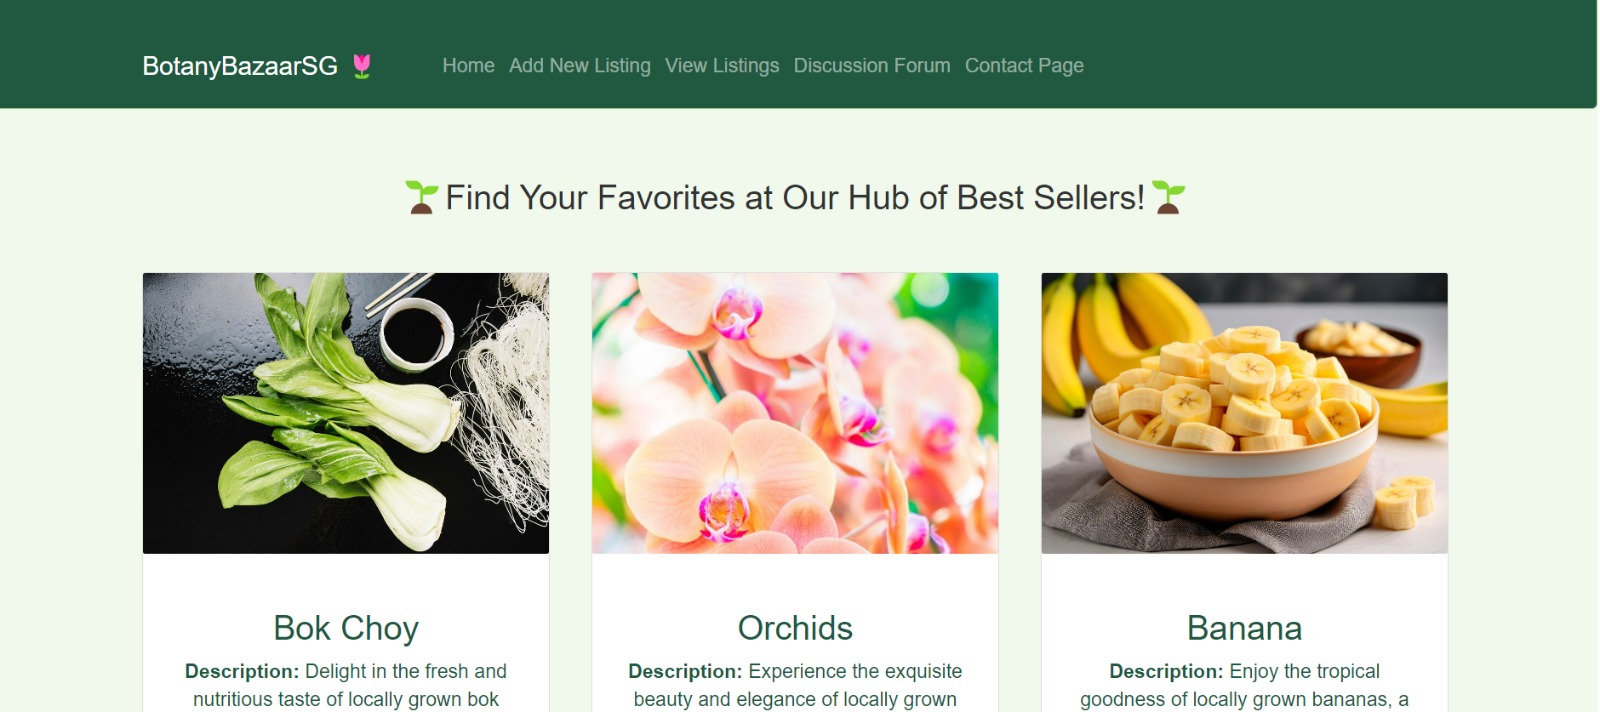 BotanyBazaarSG 🌷 Home Add New Listing View Listings Discussion Forum Contact Page
🌱Find Your Favorites at Our Hub of Best Sellers!🌱
Bok Choy
Description: Delight in the fresh and
nutritious taste of locally grown bok
Orchids
Description: Experience the exquisite
beauty and elegance of locally grown
Banana
Description: Enjoy the tropical
goodness of locally grown bananas, a